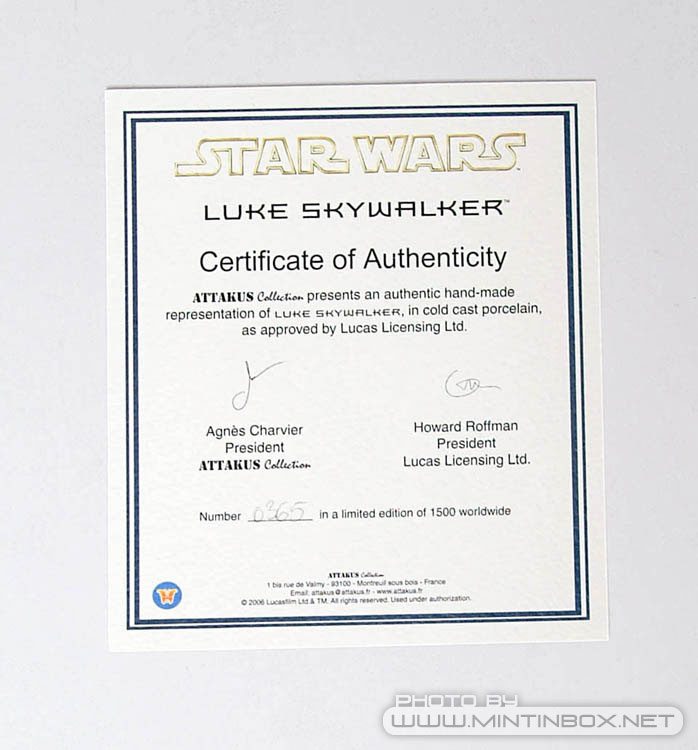 STAR WARS
LUKE SKYWALKER™
Certificate of Authenticity
ATTAKUS Collection presents an authentic hand-made
representation of LUKE SKYWALKER, in cold cast porcelain,
as approved by Lucas Licensing Ltd.
Agnès Charvier
President
ATTAKUS Collection
Howard Roffman
President
Lucas Licensing Ltd.
Number 0365 in a limited edition of 1500 worldwide
ATTAKUS Collection
1 bis rue de Valmy - 93100 - Montreuil sous bois - France
Email: attakus@attakus.fr - www.attakus.fr
© 2006 Lucasfilm Ltd & TM, All rights reserved. Used under authorization.
PHOTO BY
WWW.MINTINBOX.NET